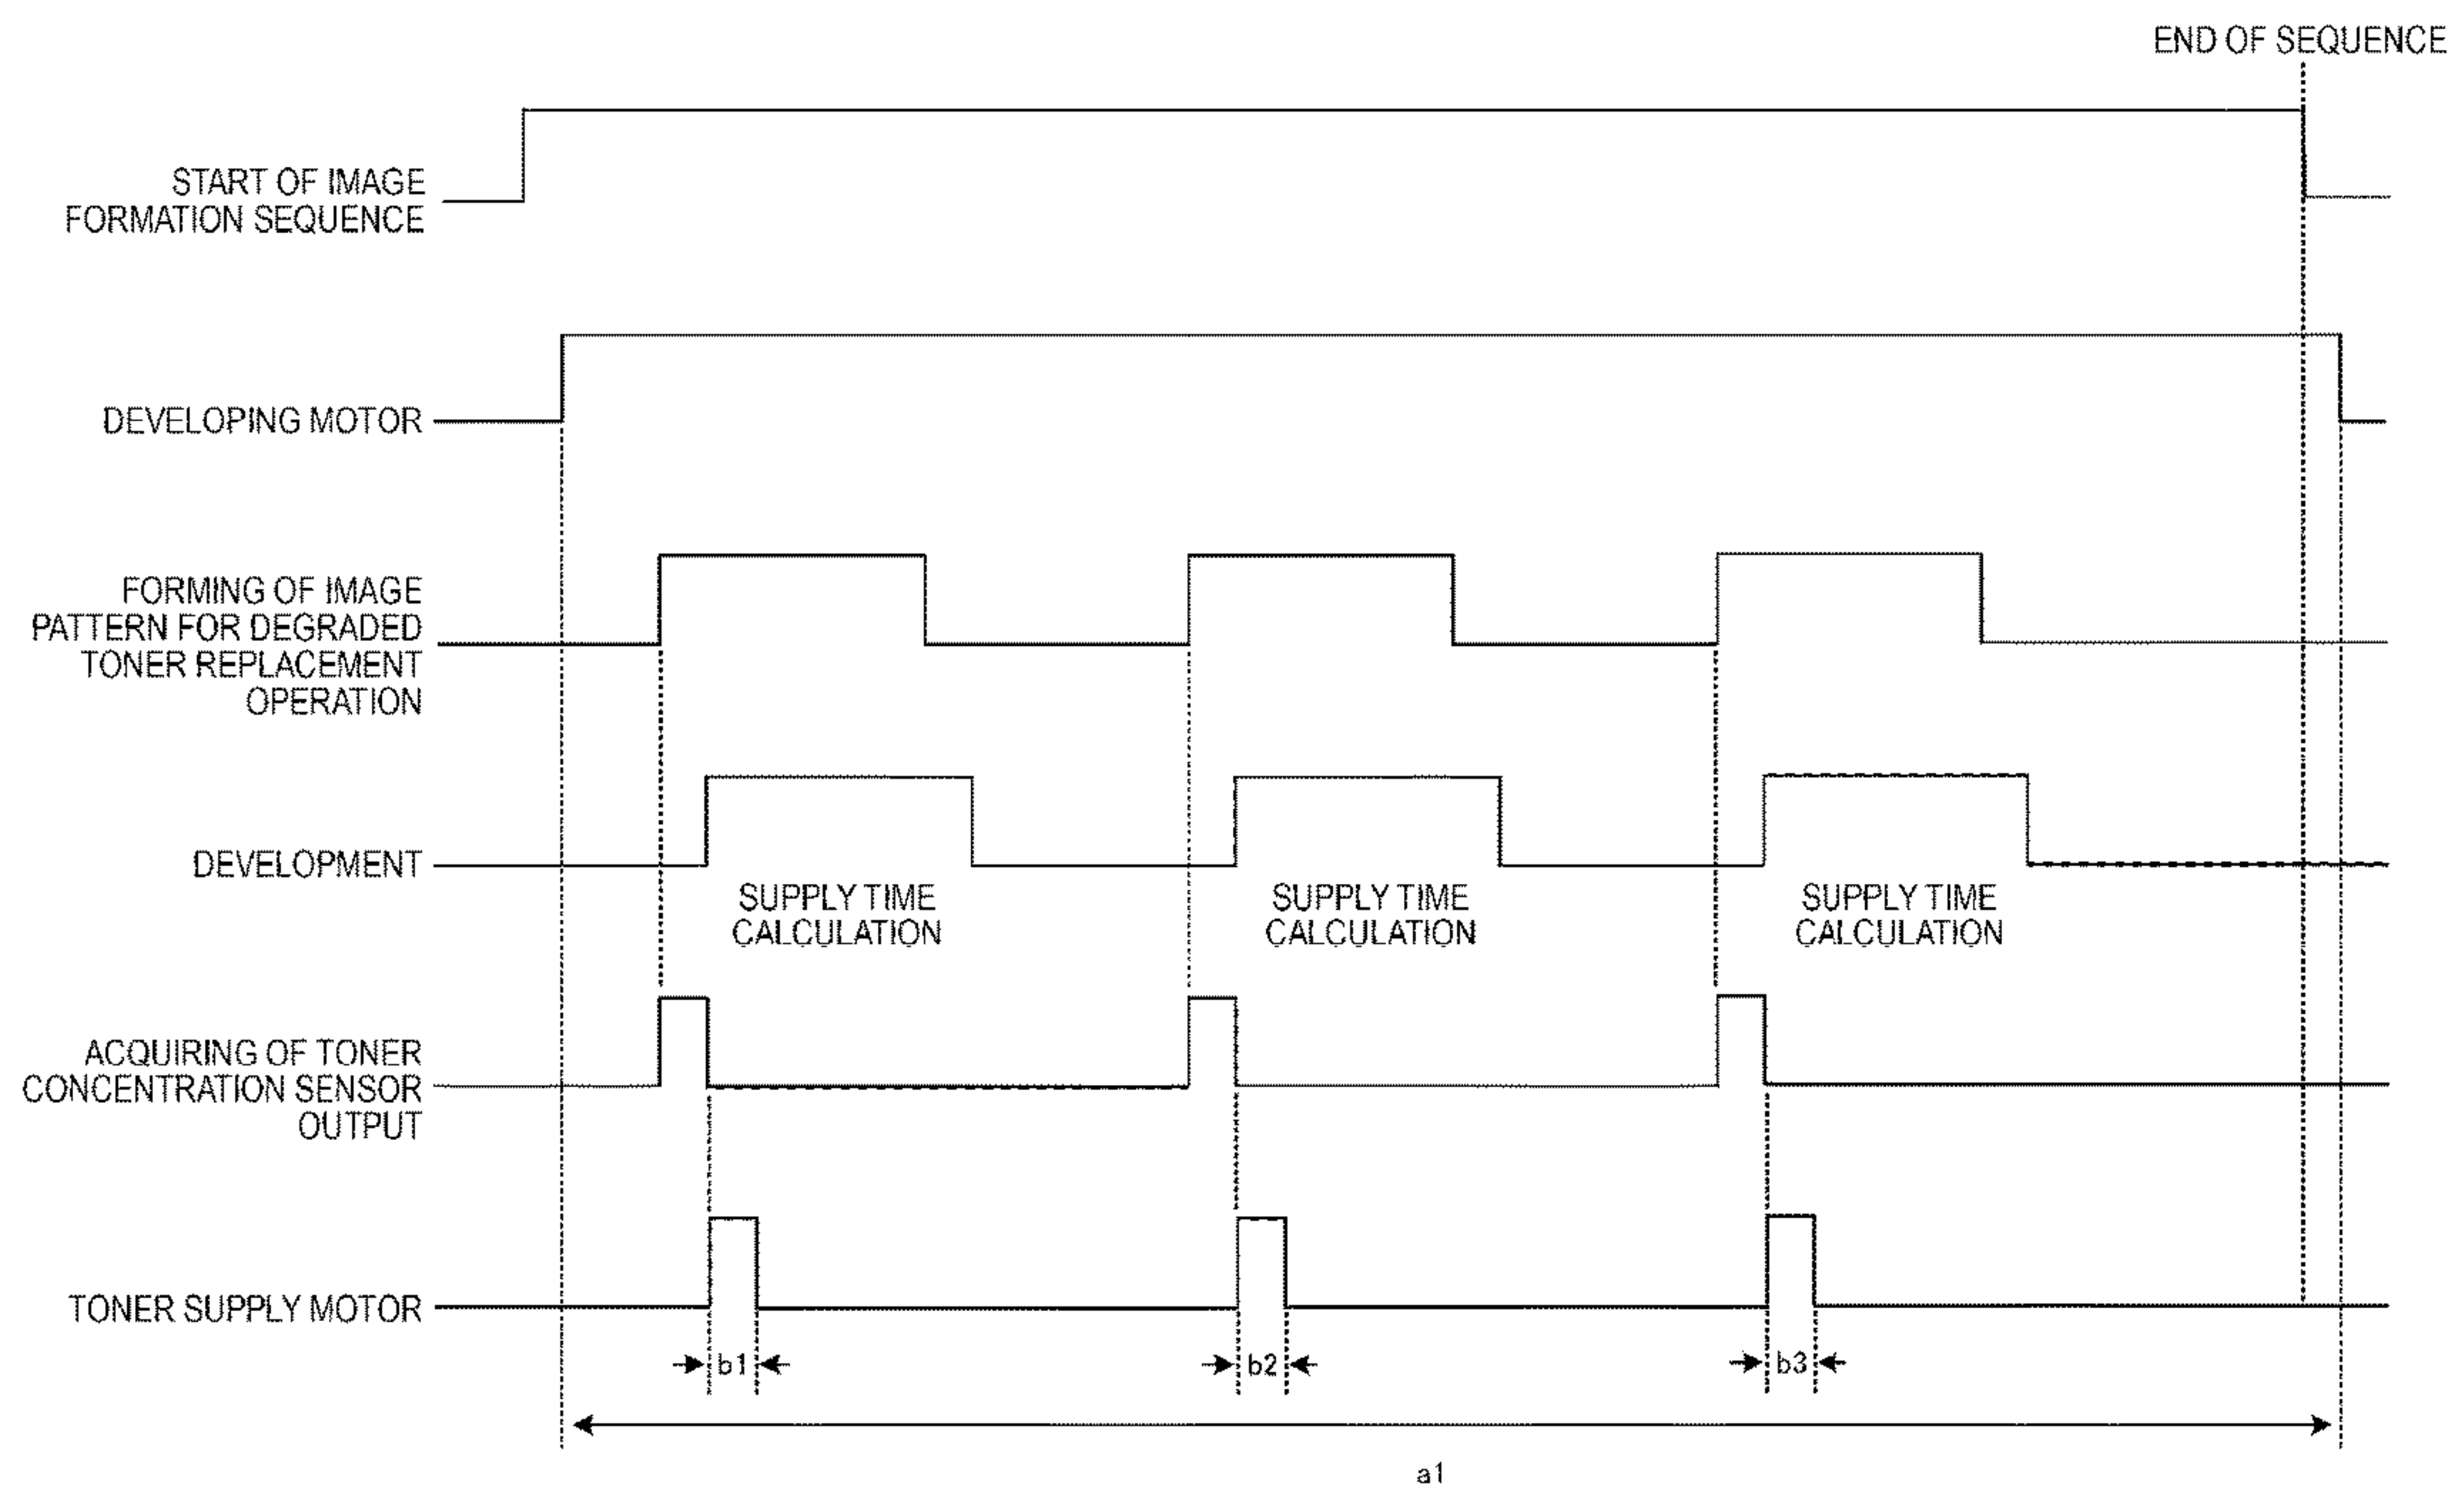 END OF SEQUENCE
START OF IMAGE
FORMATION SEQUENCE
DEVELOPING MOTOR
FORMING OF IMAGE
PATTERN FOR DEGRADED
TONER REPLACEMENT
OPERATION
DEVELOPMENT
SUPPLY TIME
CALCULATION
SUPPLY TIME
CALCULATION
SUPPLY TIME
CALCULATION
ACQUIRING OF TONER
CONCENTRATION SENSOR
OUTPUT
TONER SUPPLY MOTOR
b1
b2
b3
a1